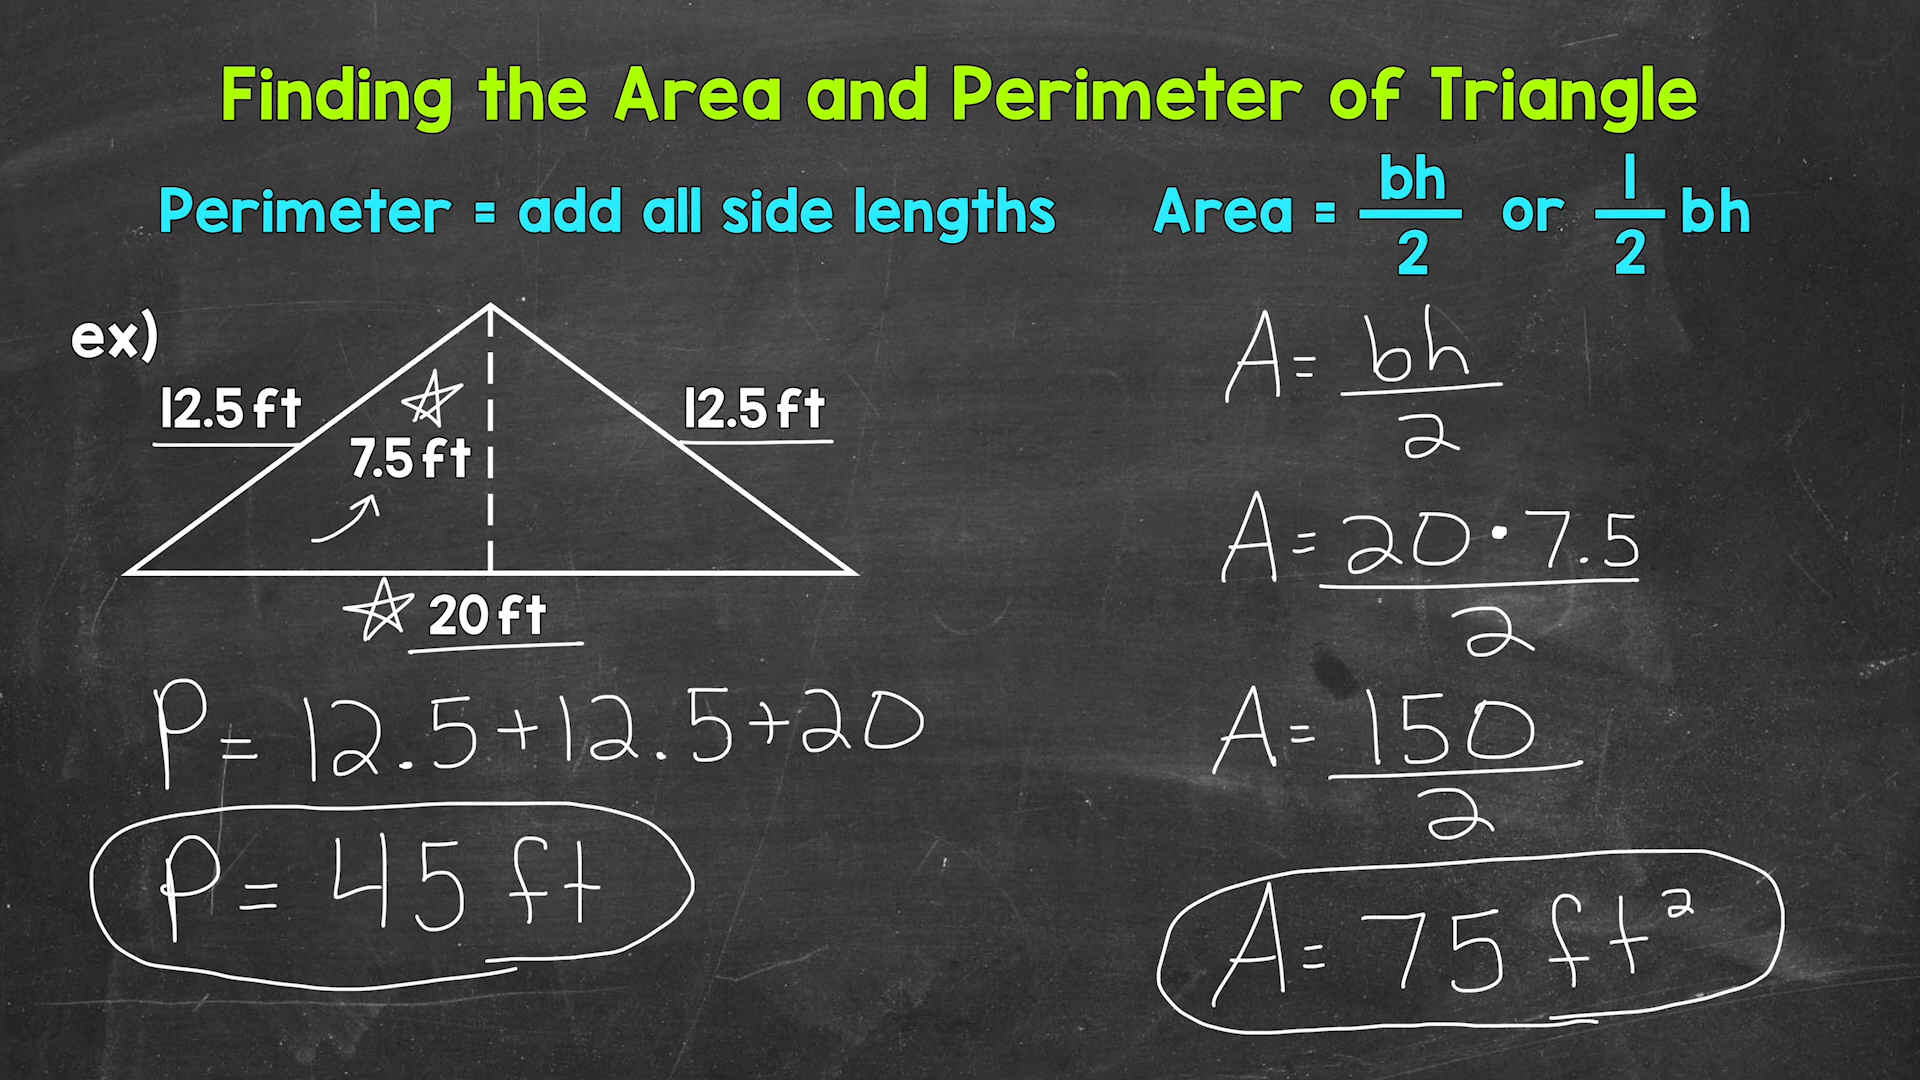 Finding the Area and Perimeter of Triangle
Perimeter = add all side lengths
Area = bh/2 or 1/2 bh
ex)
12.5 ft
12.5 ft
7.5 ft
20 ft
P = 12.5 + 12.5 + 20
P = 45 ft
A = bh/2
A = 20 · 7.5/2
A = 150/2
A = 75 ft²